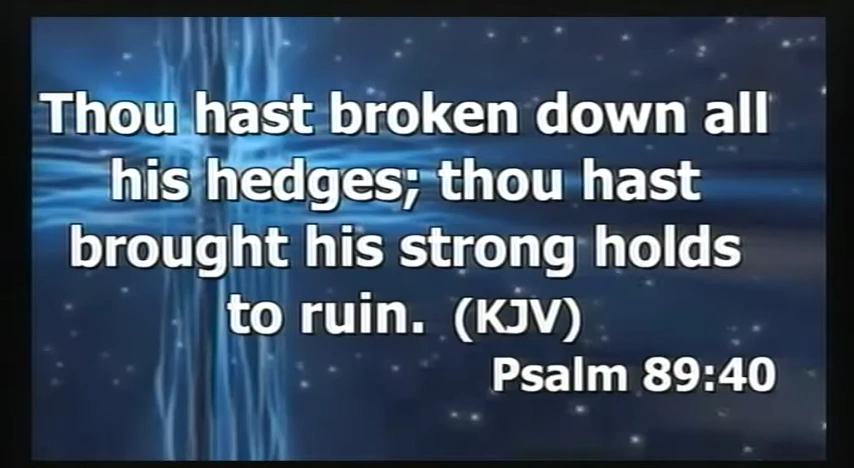 Thou hast broken down all
his hedges; thou hast
brought his strong holds
to ruin. (KJV)
Psalm 89:40